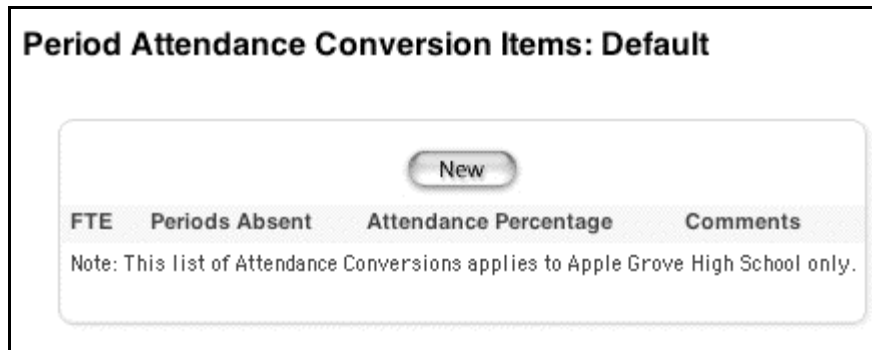 Period Attendance Conversion Items: Default
New
FTE Periods Absent Attendance Percentage Comments
Note: This list of Attendance Conversions applies to Apple Grove High School only.